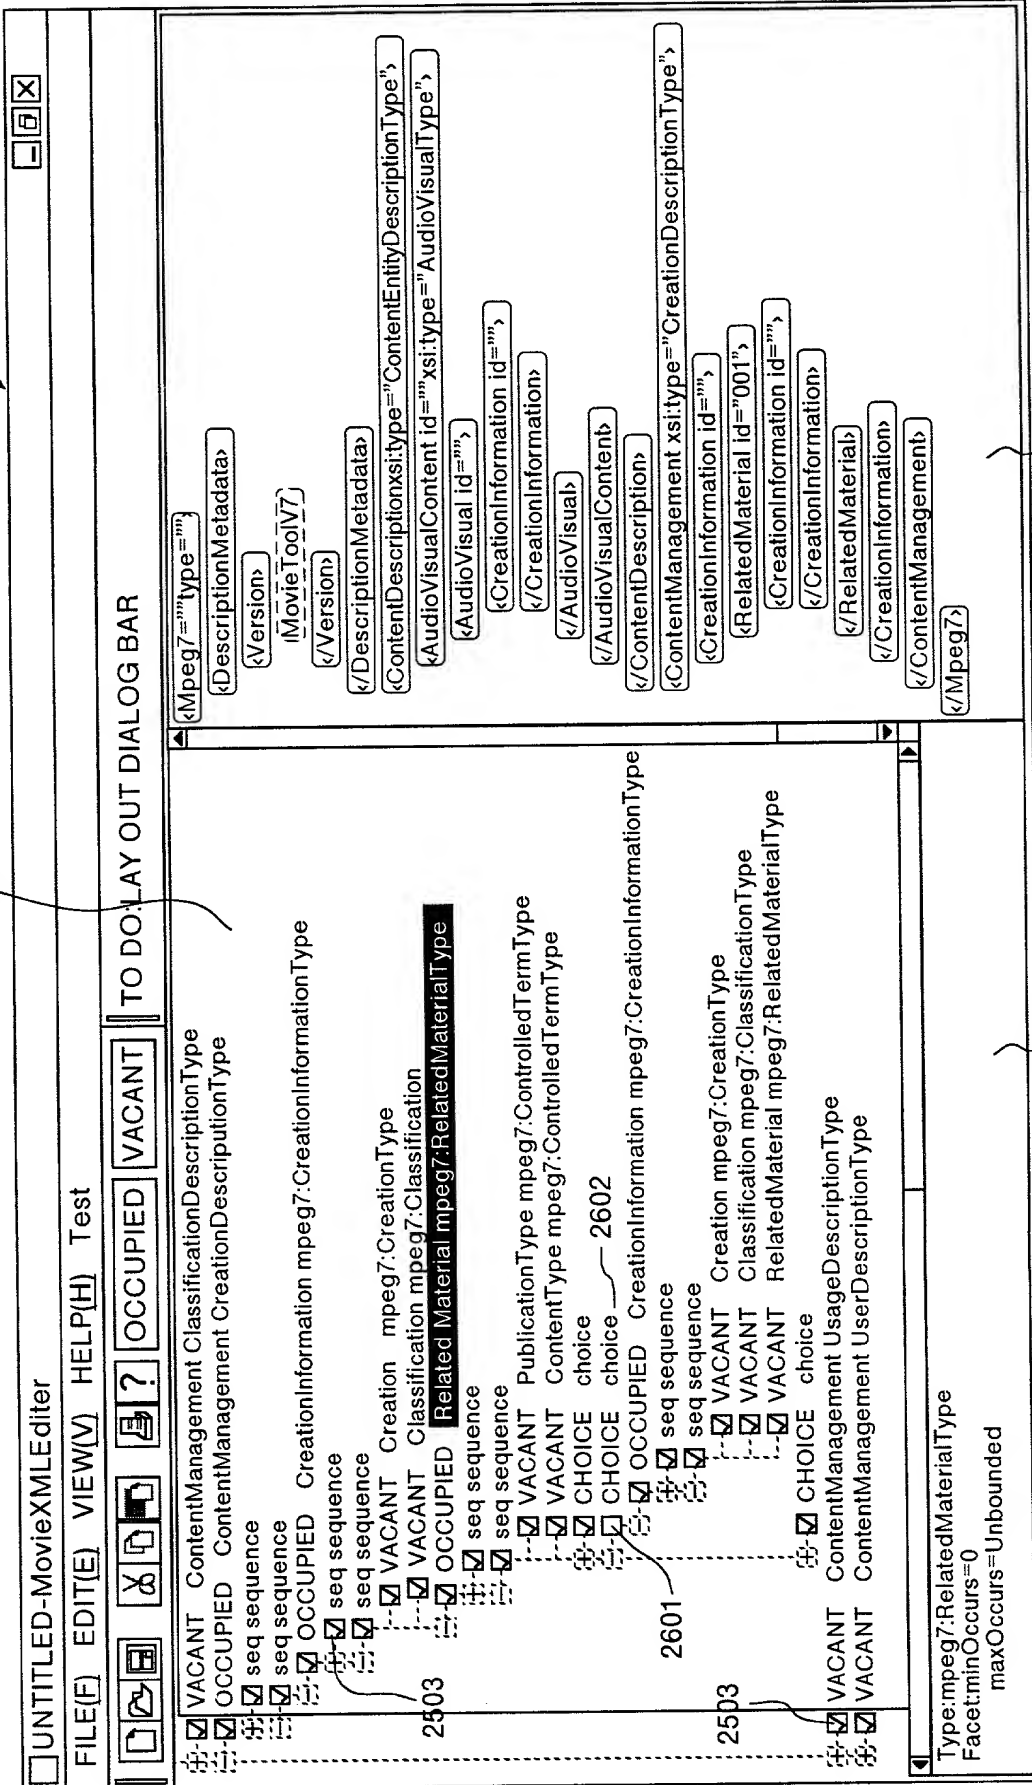 UNTITLED-MovieXMLEditer
FILE(F) EDIT(E) VIEW(V) HELP(H) Test
? OCCUPIED VACANT TO DO:LAY OUT DIALOG BAR
VACANT ContentManagement ClassificationDescriptionType
OCCUPIED ContentManagement CreationDescriputionType
seq sequence
seq sequence
OCCUPIED CreationInformation mpeg7:CreationInformationType
seq sequence
seq sequence
VACANT Creation mpeg7:CreationType
VACANT Classification mpeg7:Classification
OCCUPIED Related Material mpeg7:RelatedMaterialType
seq sequence
seq sequence
VACANT PublicationType mpeg7:ControlledTermType
VACANT ContentType mpeg7:ControlledTermType
CHOICE choice
CHOICE choice
2602
OCCUPIED CreationInformation mpeg7:CreationInformationType
seq sequence
seq sequence
VACANT Creation mpeg7:CreationType
VACANT Classification mpeg7:ClassificationType
VACANT RelatedMaterial mpeg7:RelatedMaterialType
CHOICE choice
VACANT ContentManagement UsageDescriptionType
VACANT ContentManagement UserDescriptionType
2503
2601
2503
Type:mpeg7:RelatedMaterialType
Facet:minOccurs=0
maxOccurs=Unbounded
<Mpeg7=""type="">
<DescriptionMetadata>
<Version>
MovieToolV7
</Version>
</DescriptionMetadata>
<ContentDescriptionxsi:type="ContentEntityDescriptionType">
<AudioVisualContent id=""xsi:type="AudioVisualType">
<AudioVisual id="">
<CreationInformation id="">
</CreationInformation>
</AudioVisual>
</AudioVisualContent>
</ContentDescription>
<ContentManagement xsi:type="CreationDescriptionType">
<CreationInformation id="">
<RelatedMaterial id="001">
<CreationInformation id="">
</CreationInformation>
</RelatedMaterial>
</CreationInformation>
</ContentManagement>
</Mpeg7>